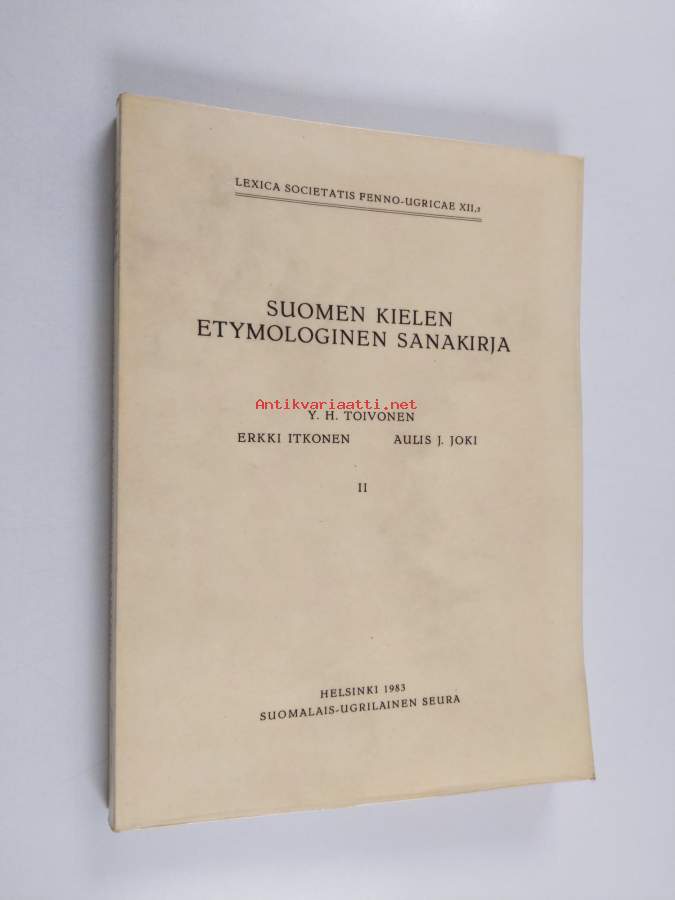 LEXICA SOCIETATIS FENNO-UGRICAE XII,2
SUOMEN KIELEN
ETYMOLOGINEN SANAKIRJA
Antikvariaatti.net
Y. H. TOIVONEN
ERKKI ITKONEN AULIS J. JOKI
II
HELSINKI 1983
SUOMALAIS-UGRILAINEN SEURA